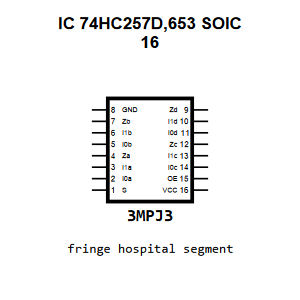 IC 74HC257D,653 SOIC
16
8 GND Zd 9
7 Zb I1d 10
6 I1b I0d 11
5 I0b Zc 12
4 Za I1c 13
3 I1a I0c 14
2 I0a OE 15
1 S VCC 16
3MPJ3
fringe hospital segment